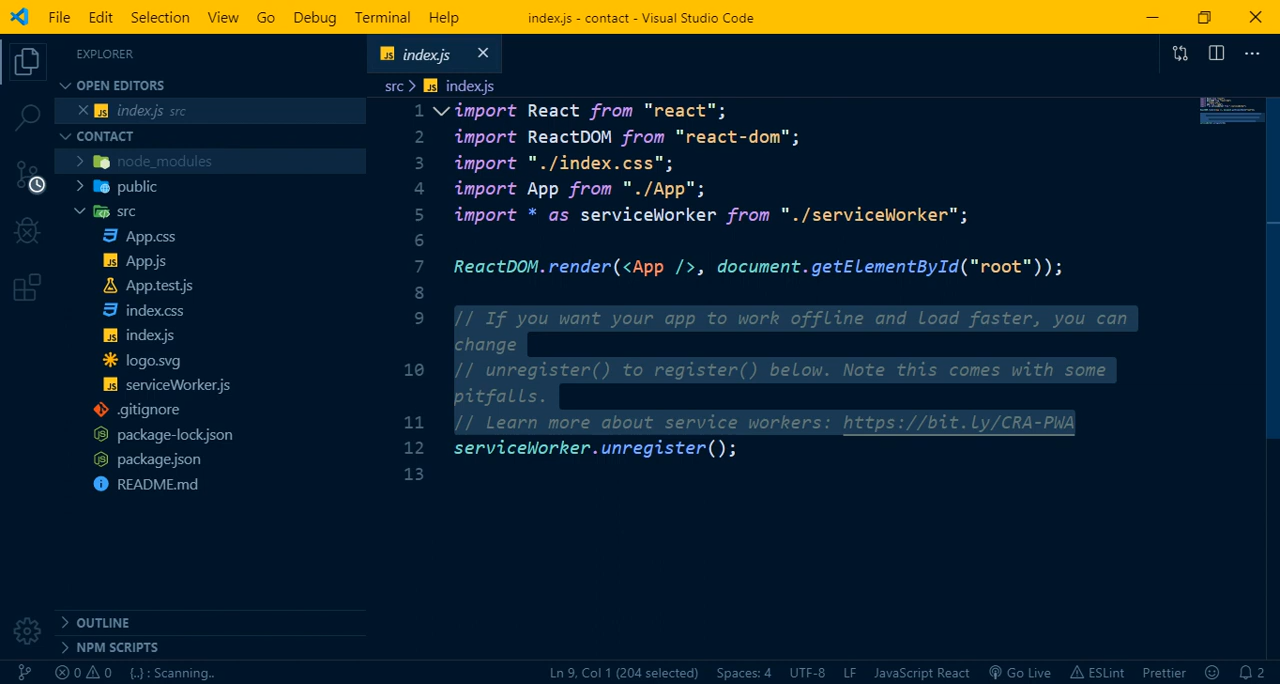 File Edit Selection View Go Debug Terminal Help index.js - contact - Visual Studio Code
EXPLORER
OPEN EDITORS
index.js src
CONTACT
node_modules
public
src
App.css
App.js
App.test.js
index.css
index.js
logo.svg
serviceWorker.js
.gitignore
package-lock.json
package.json
README.md
OUTLINE
NPM SCRIPTS
index.js
src > index.js
1 import React from "react";
2 import ReactDOM from "react-dom";
3 import "./index.css";
4 import App from "./App";
5 import * as serviceWorker from "./serviceWorker";
6
7 ReactDOM.render(<App />, document.getElementById("root"));
8
9 // If you want your app to work offline and load faster, you can
change
10 // unregister() to register() below. Note this comes with some
pitfalls.
11 // Learn more about service workers: https://bit.ly/CRA-PWA
12 serviceWorker.unregister();
13
0 0 {..} : Scanning.. Ln 9, Col 1 (204 selected) Spaces: 4 UTF-8 LF JavaScript React Go Live ESLint Prettier 2